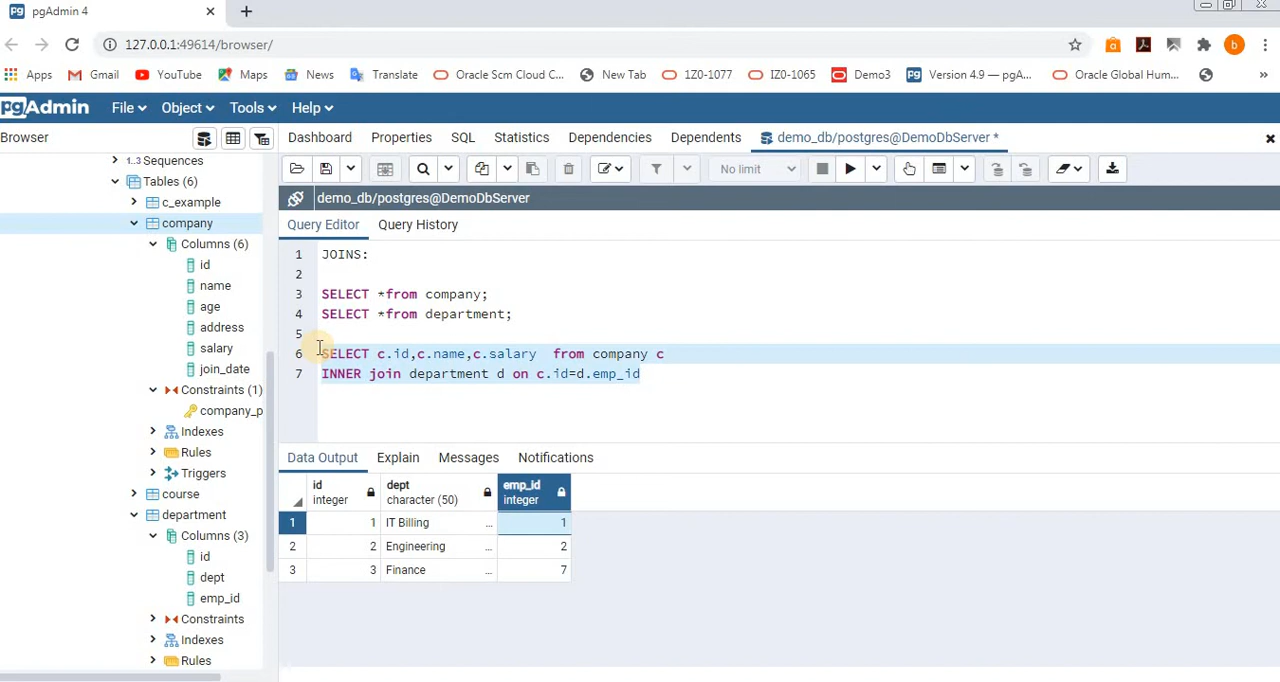 pgAdmin 4
127.0.0.1:49614/browser/
Apps Gmail YouTube Maps News Translate Oracle Scm Cloud C... New Tab 1Z0-1077 IZ0-1065 Demo3 Version 4.9 — pgA... Oracle Global Hum... »
pgAdmin File Object Tools Help
Browser Dashboard Properties SQL Statistics Dependencies Dependents demo_db/postgres@DemoDbServer *
1..3 Sequences
Tables (6) No limit
c_example demo_db/postgres@DemoDbServer
company Query Editor Query History
Columns (6)
id
name
age
address
salary
join_date
Constraints (1)
company_p
Indexes
Rules
Triggers
course
department
Columns (3)
id
dept
emp_id
Constraints
Indexes
Rules
1 JOINS:
2
3 SELECT *from company;
4 SELECT *from department;
5
6 SELECT c.id,c.name,c.salary from company c
7 INNER join department d on c.id=d.emp_id
Data Output Explain Messages Notifications
id dept emp_id
integer character (50) integer
1 1 IT Billing ... 1
2 2 Engineering ... 2
3 3 Finance ... 7